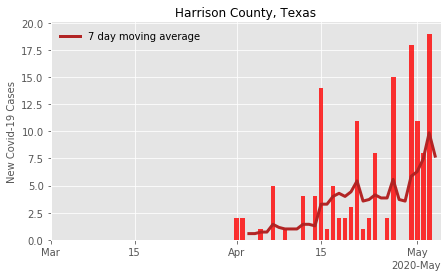 Harrison County, Texas
7 day moving average
New Covid-19 Cases
20.0
17.5
15.0
12.5
10.0
7.5
5.0
2.5
0.0
Mar 15 Apr 15 May
2020-May